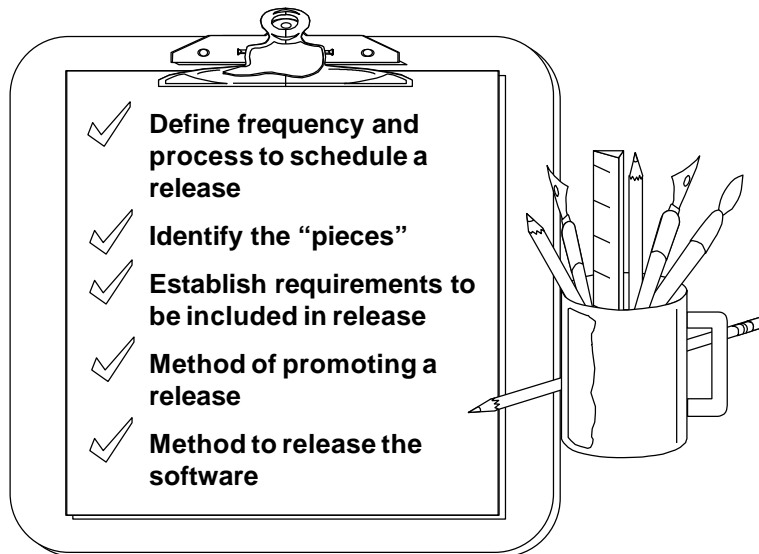 Define frequency and
process to schedule a
release
Identify the “pieces”
Establish requirements to
be included in release
Method of promoting a
release
Method to release the
software